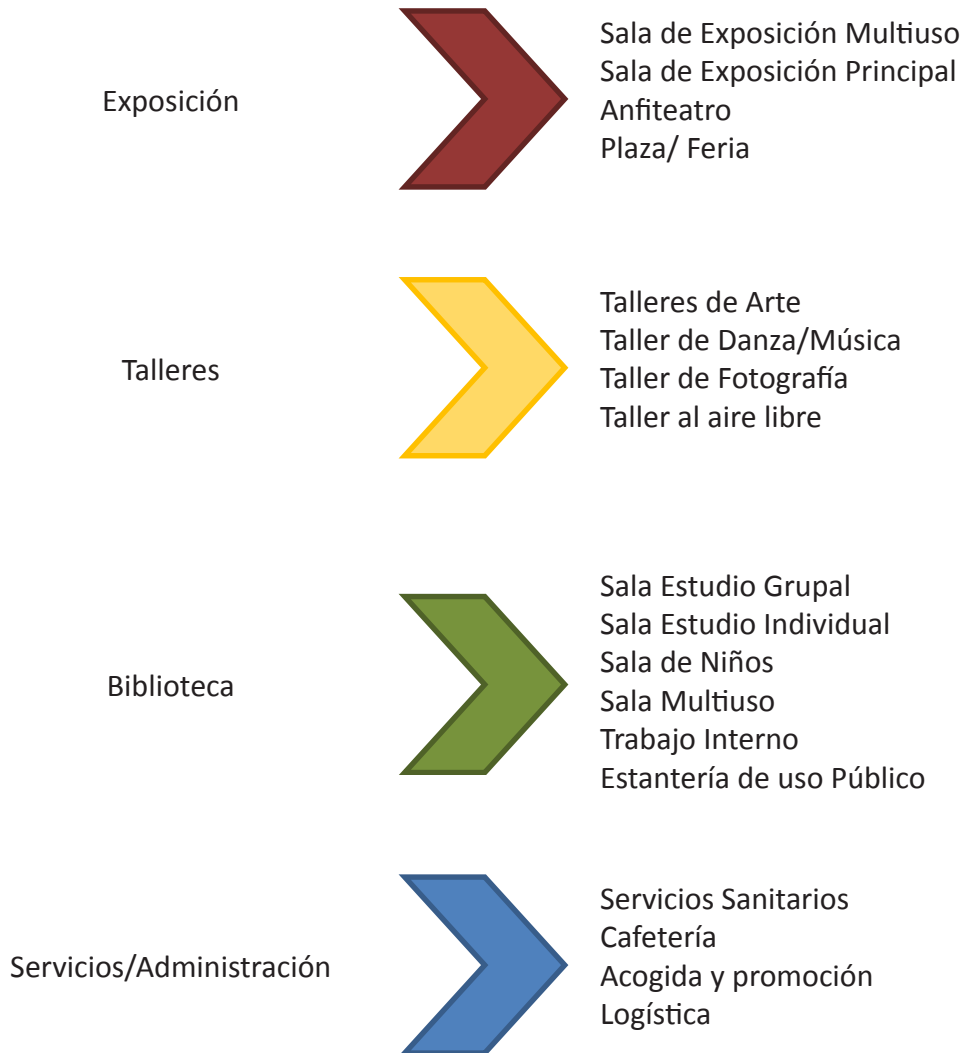 Exposición
Sala de Exposición Multiuso
Sala de Exposición Principal
Anfiteatro
Plaza/ Feria
Talleres
Talleres de Arte
Taller de Danza/Música
Taller de Fotografía
Taller al aire libre
Biblioteca
Sala Estudio Grupal
Sala Estudio Individual
Sala de Niños
Sala Multiuso
Trabajo Interno
Estantería de uso Público
Servicios/Administración
Servicios Sanitarios
Cafetería
Acogida y promoción
Logística